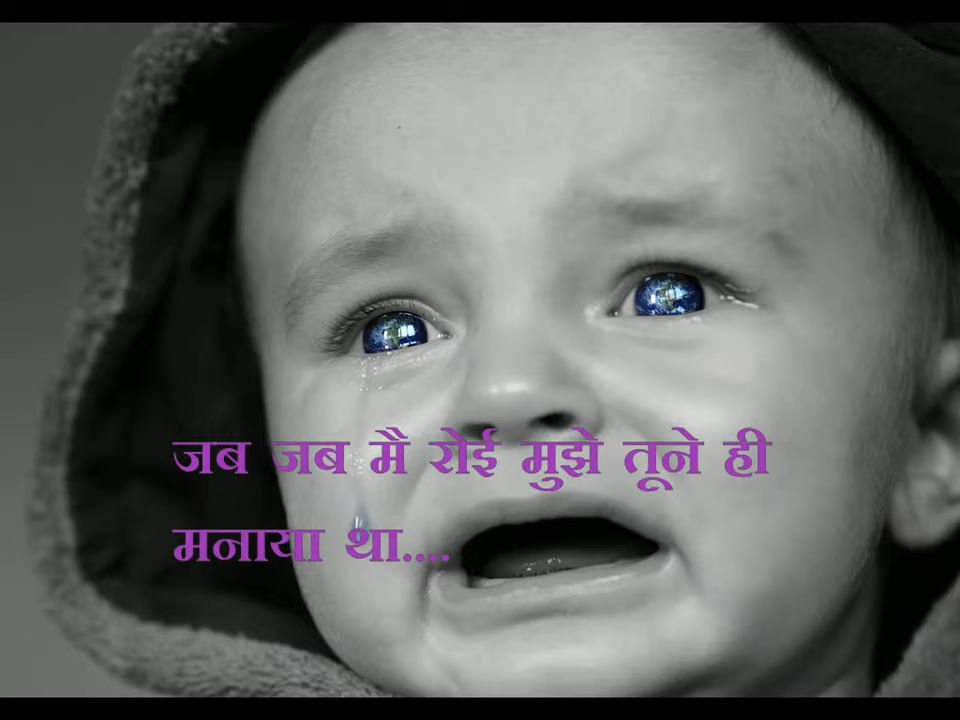 जब जब मै रोई मुझे तूने ही
मनाया था....